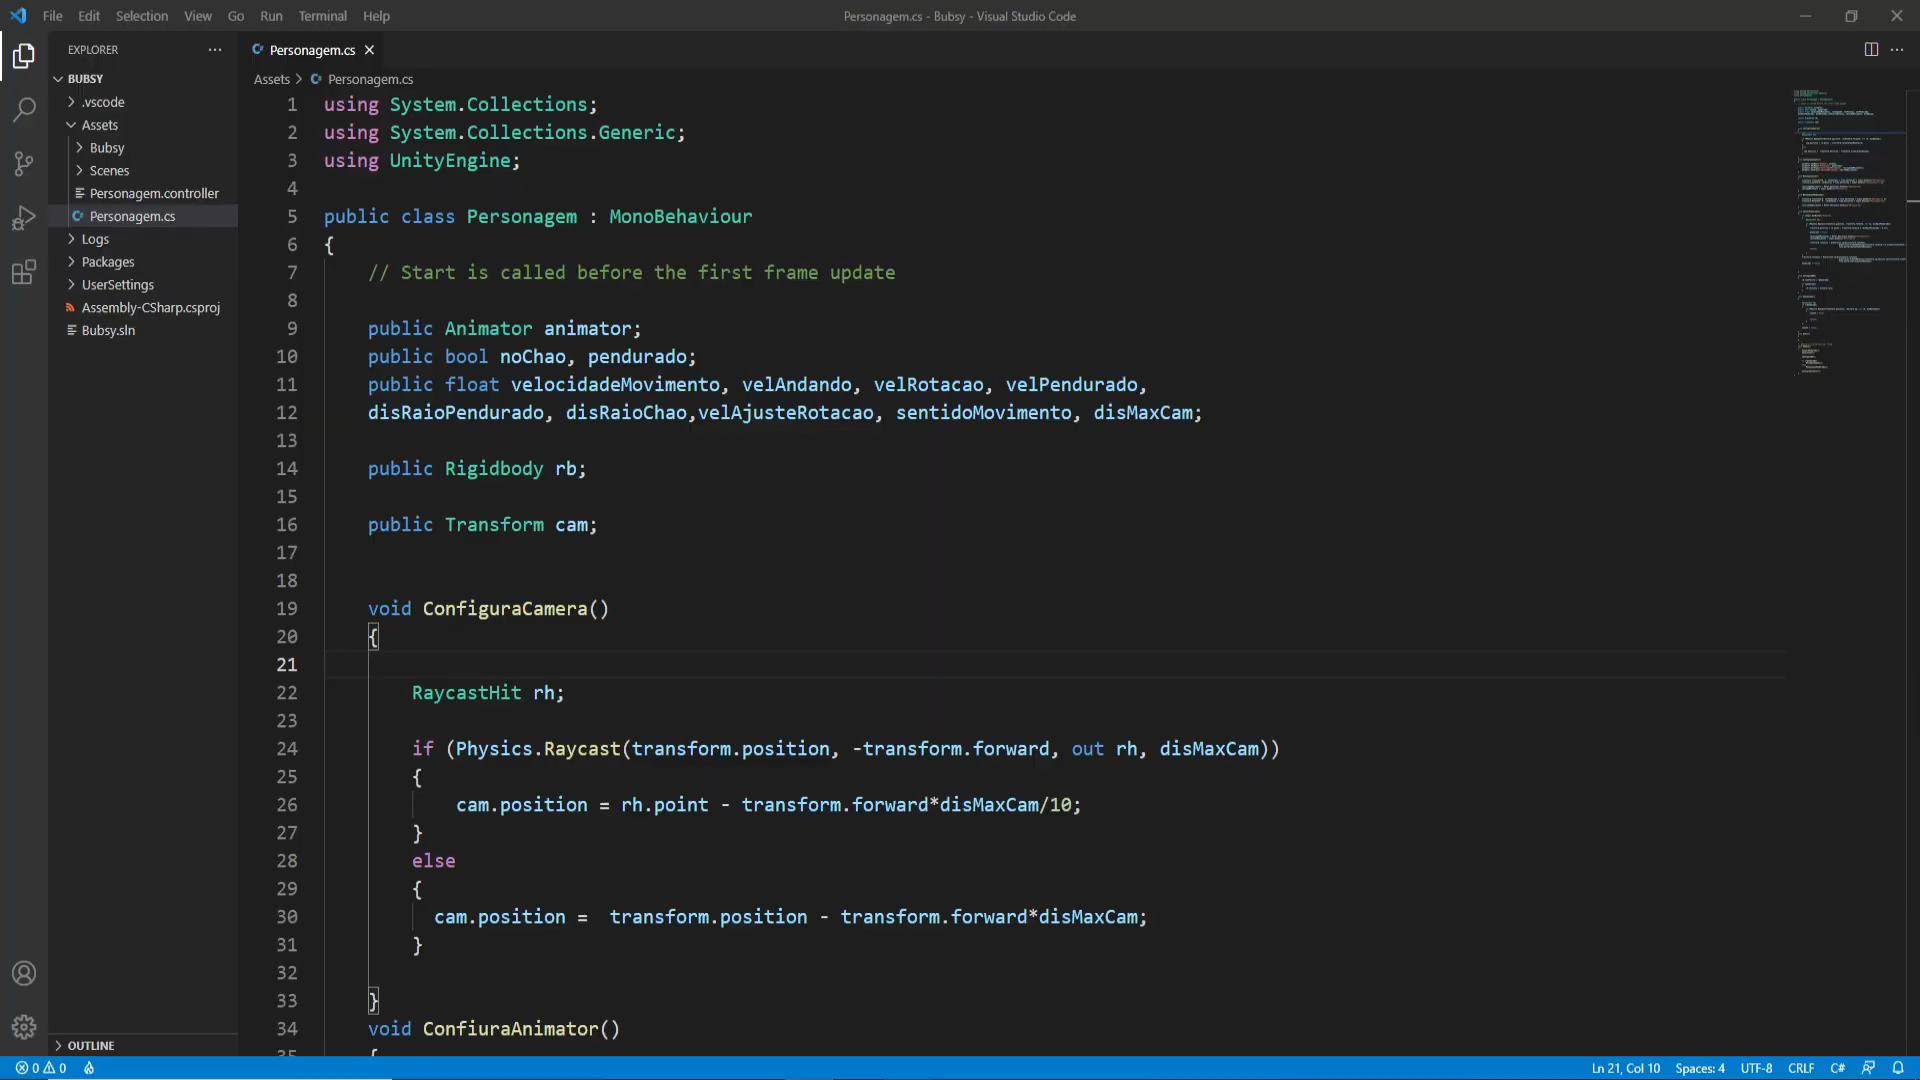 File Edit Selection View Go Run Terminal Help
Personagem.cs - Bubsy - Visual Studio Code
EXPLORER
BUBSY
.vscode
Assets
Bubsy
Scenes
Personagem.controller
Personagem.cs
Logs
Packages
UserSettings
Assembly-CSharp.csproj
Bubsy.sln
OUTLINE
Personagem.cs
Assets > Personagem.cs
1 using System.Collections;
2 using System.Collections.Generic;
3 using UnityEngine;
4
5 public class Personagem : MonoBehaviour
6 {
7 // Start is called before the first frame update
8
9 public Animator animator;
10 public bool noChao, pendurado;
11 public float velocidadeMovimento, velAndando, velRotacao, velPendurado,
12 disRaioPendurado, disRaioChao,velAjusteRotacao, sentidoMovimento, disMaxCam;
13
14 public Rigidbody rb;
15
16 public Transform cam;
17
18
19 void ConfiguraCamera()
20 {
21
22 RaycastHit rh;
23
24 if (Physics.Raycast(transform.position, -transform.forward, out rh, disMaxCam))
25 {
26 cam.position = rh.point - transform.forward*disMaxCam/10;
27 }
28 else
29 {
30 cam.position =  transform.position - transform.forward*disMaxCam;
31 }
32
33 }
34 void ConfiuraAnimator()
35 {
0 0
Ln 21, Col 10 Spaces: 4 UTF-8 CRLF C#